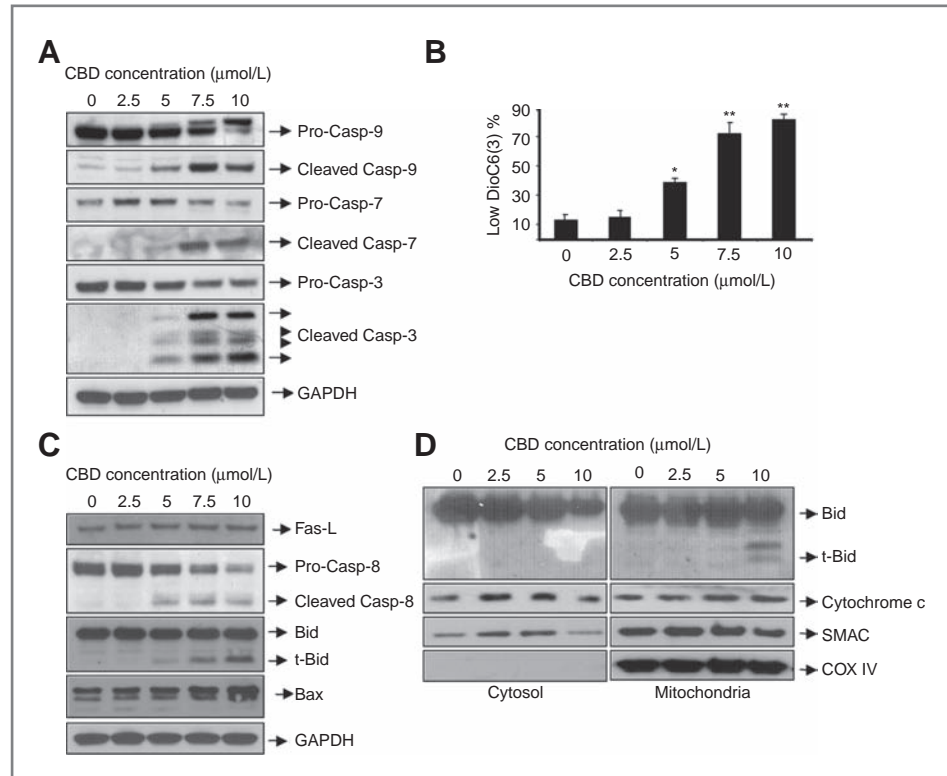 A
CBD concentration (μmol/L)
0 2.5 5 7.5 10
Pro-Casp-9
Cleaved Casp-9
Pro-Casp-7
Cleaved Casp-7
Pro-Casp-3
Cleaved Casp-3
GAPDH
B
Low DioC6(3) %
90
70
50
30
10
* ** **
0 2.5 5 7.5 10
CBD concentration (μmol/L)
C
CBD concentration (μmol/L)
0 2.5 5 7.5 10
Fas-L
Pro-Casp-8
Cleaved Casp-8
Bid
t-Bid
Bax
GAPDH
D
CBD concentration (μmol/L)
0 2.5 5 10 0 2.5 5 10
Bid
t-Bid
Cytochrome c
SMAC
COX IV
Cytosol Mitochondria